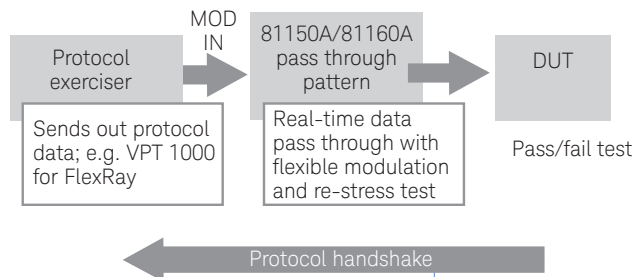 MOD
IN
Protocol
exerciser
81150A/81160A
pass through
pattern
DUT
Sends out protocol
data; e.g. VPT 1000
for FlexRay
Real-time data
pass through with
flexible modulation
and re-stress test
Pass/fail test
Protocol handshake